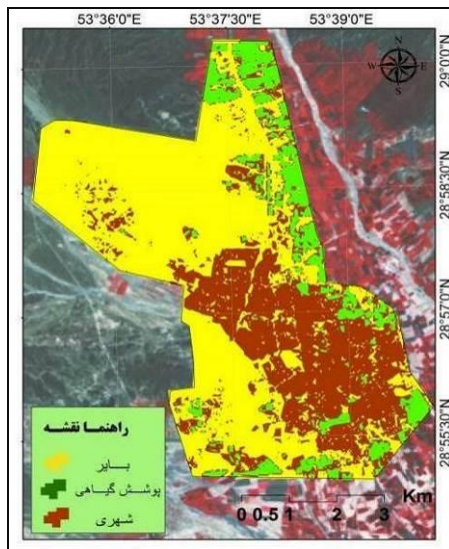 53°36'0"E 53°37'30"E 53°39'0"E
N
W E
S
29°0'0"N
28°58'30"N
28°57'0"N
28°55'30"N
راهنما نقشه
بایر
پوشش گیاهی
شهری
Km
0 0.5 1 2 3